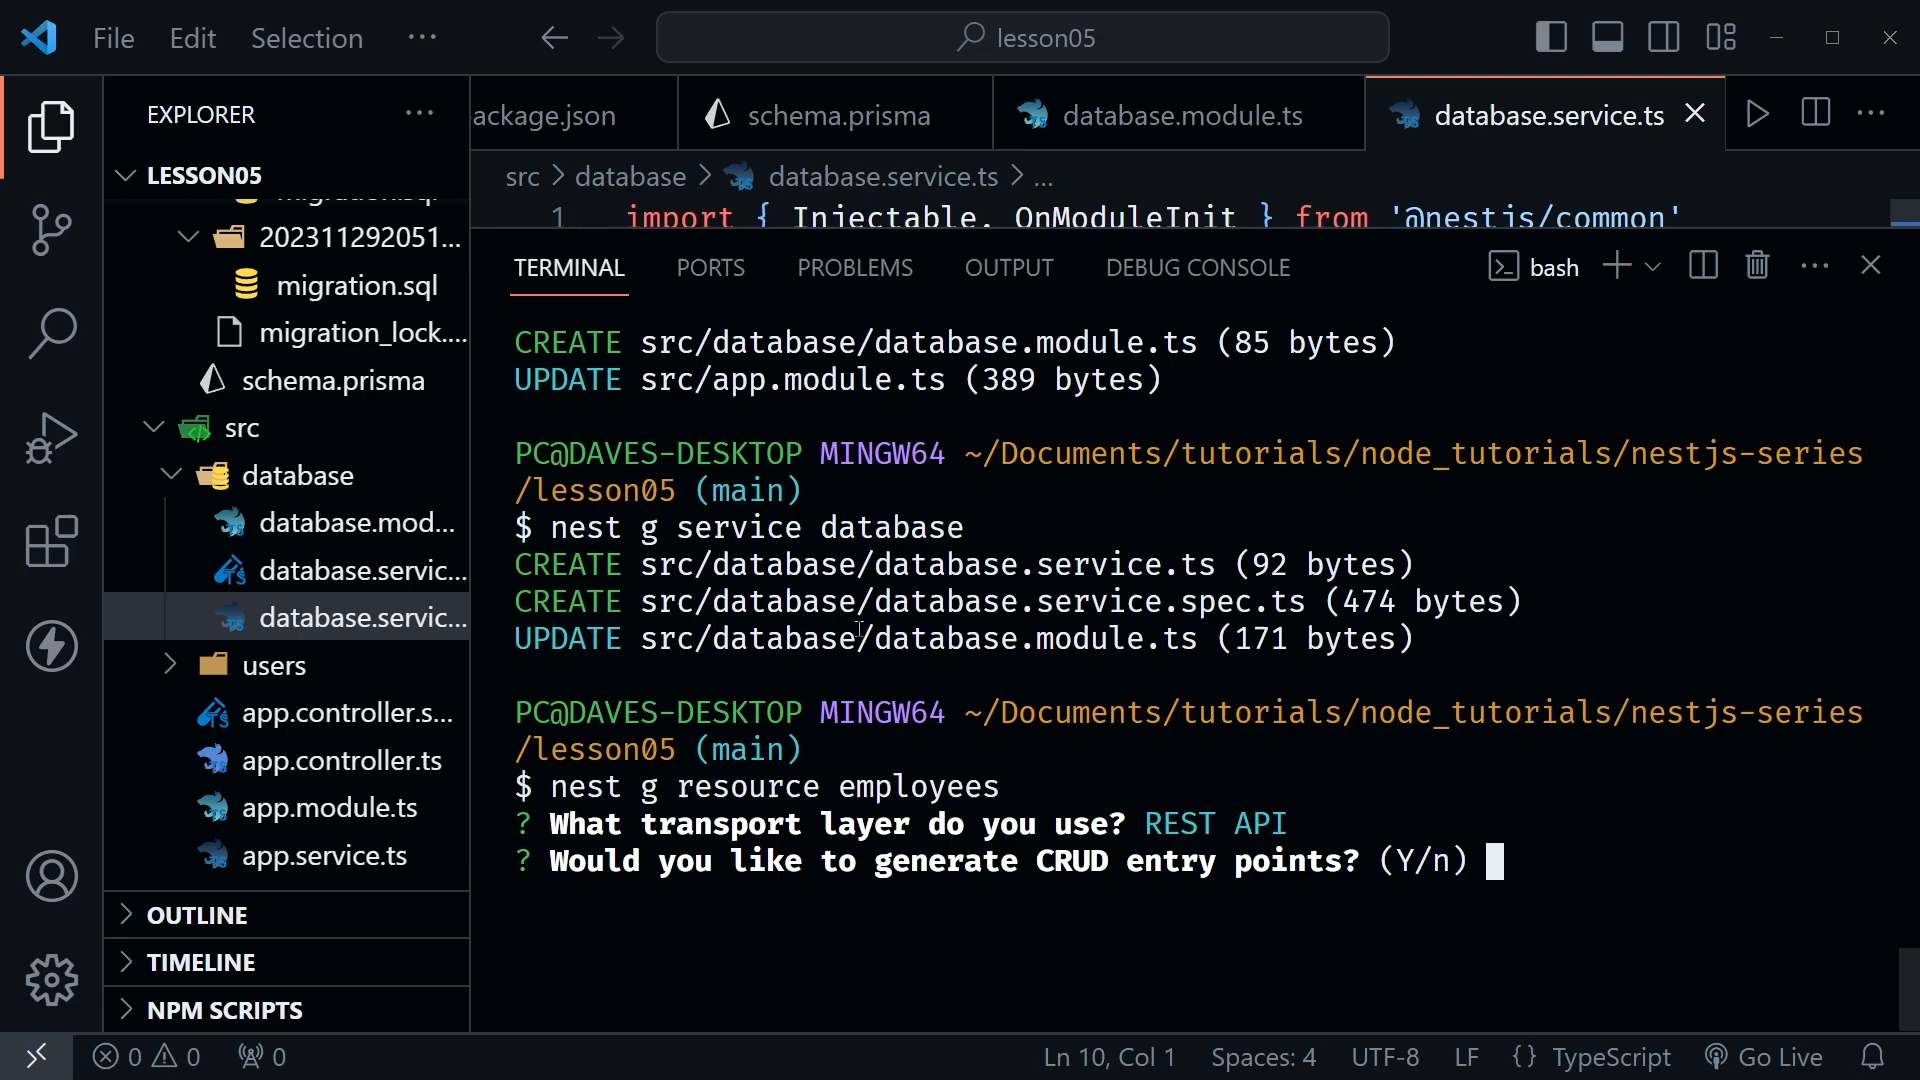 File Edit Selection ··· lesson05
EXPLORER ···
LESSON05
migration.sql
202311292051...
migration.sql
migration_lock....
schema.prisma
src
database
database.mod...
database.servic...
database.servic...
users
app.controller.s...
app.controller.ts
app.module.ts
app.service.ts
OUTLINE
TIMELINE
NPM SCRIPTS
ackage.json schema.prisma database.module.ts database.service.ts
src > database > database.service.ts > ...
1 import { Injectable, OnModuleInit } from '@nestjs/common'
TERMINAL PORTS PROBLEMS OUTPUT DEBUG CONSOLE bash
CREATE src/database/database.module.ts (85 bytes)
UPDATE src/app.module.ts (389 bytes)
PC@DAVES-DESKTOP MINGW64 ~/Documents/tutorials/node_tutorials/nestjs-series
/lesson05 (main)
$ nest g service database
CREATE src/database/database.service.ts (92 bytes)
CREATE src/database/database.service.spec.ts (474 bytes)
UPDATE src/database/database.module.ts (171 bytes)
PC@DAVES-DESKTOP MINGW64 ~/Documents/tutorials/node_tutorials/nestjs-series
/lesson05 (main)
$ nest g resource employees
? What transport layer do you use? REST API
? Would you like to generate CRUD entry points? (Y/n)
0 0 0 Ln 10, Col 1 Spaces: 4 UTF-8 LF {} TypeScript Go Live